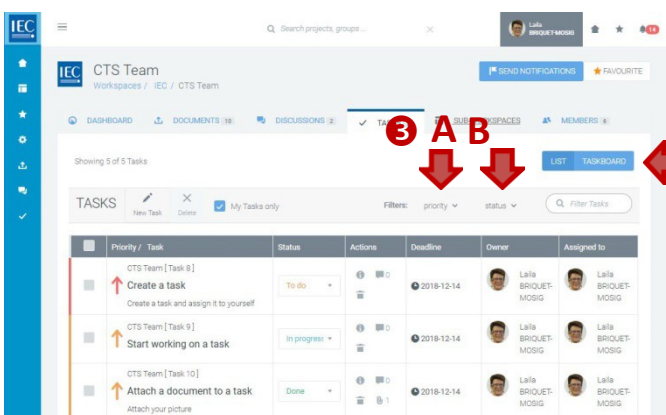 IEC
Search projects, groups ...
Laila
BRIQUET-MOSIG
14
IEC
CTS Team
Workspaces / IEC / CTS Team
SEND NOTIFICATIONS
FAVOURITE
DASHBOARD
DOCUMENTS 10
DISCUSSIONS 2
TA
SUB WORKSPACES
MEMBERS 6
3 A B
Showing 5 of 5 Tasks
LIST
TASKBOARD
TASKS
New Task
Delete
My Tasks only
Filters:
priority
status
Filter Tasks
Priority / Task
Status
Actions
Deadline
Owner
Assigned to
CTS Team [ Task 8 ]
Create a task
Create a task and assign it to yourself
To do
0
2018-12-14
Laila
BRIQUET-
MOSIG
Laila
BRIQUET-
MOSIG
CTS Team [ Task 9 ]
Start working on a task
In progress
0
2018-12-14
Laila
BRIQUET-
MOSIG
Laila
BRIQUET-
MOSIG
CTS Team [ Task 10 ]
Attach a document to a task
Attach your picture
Done
0
1
2018-12-14
Laila
BRIQUET-
MOSIG
Laila
BRIQUET-
MOSIG